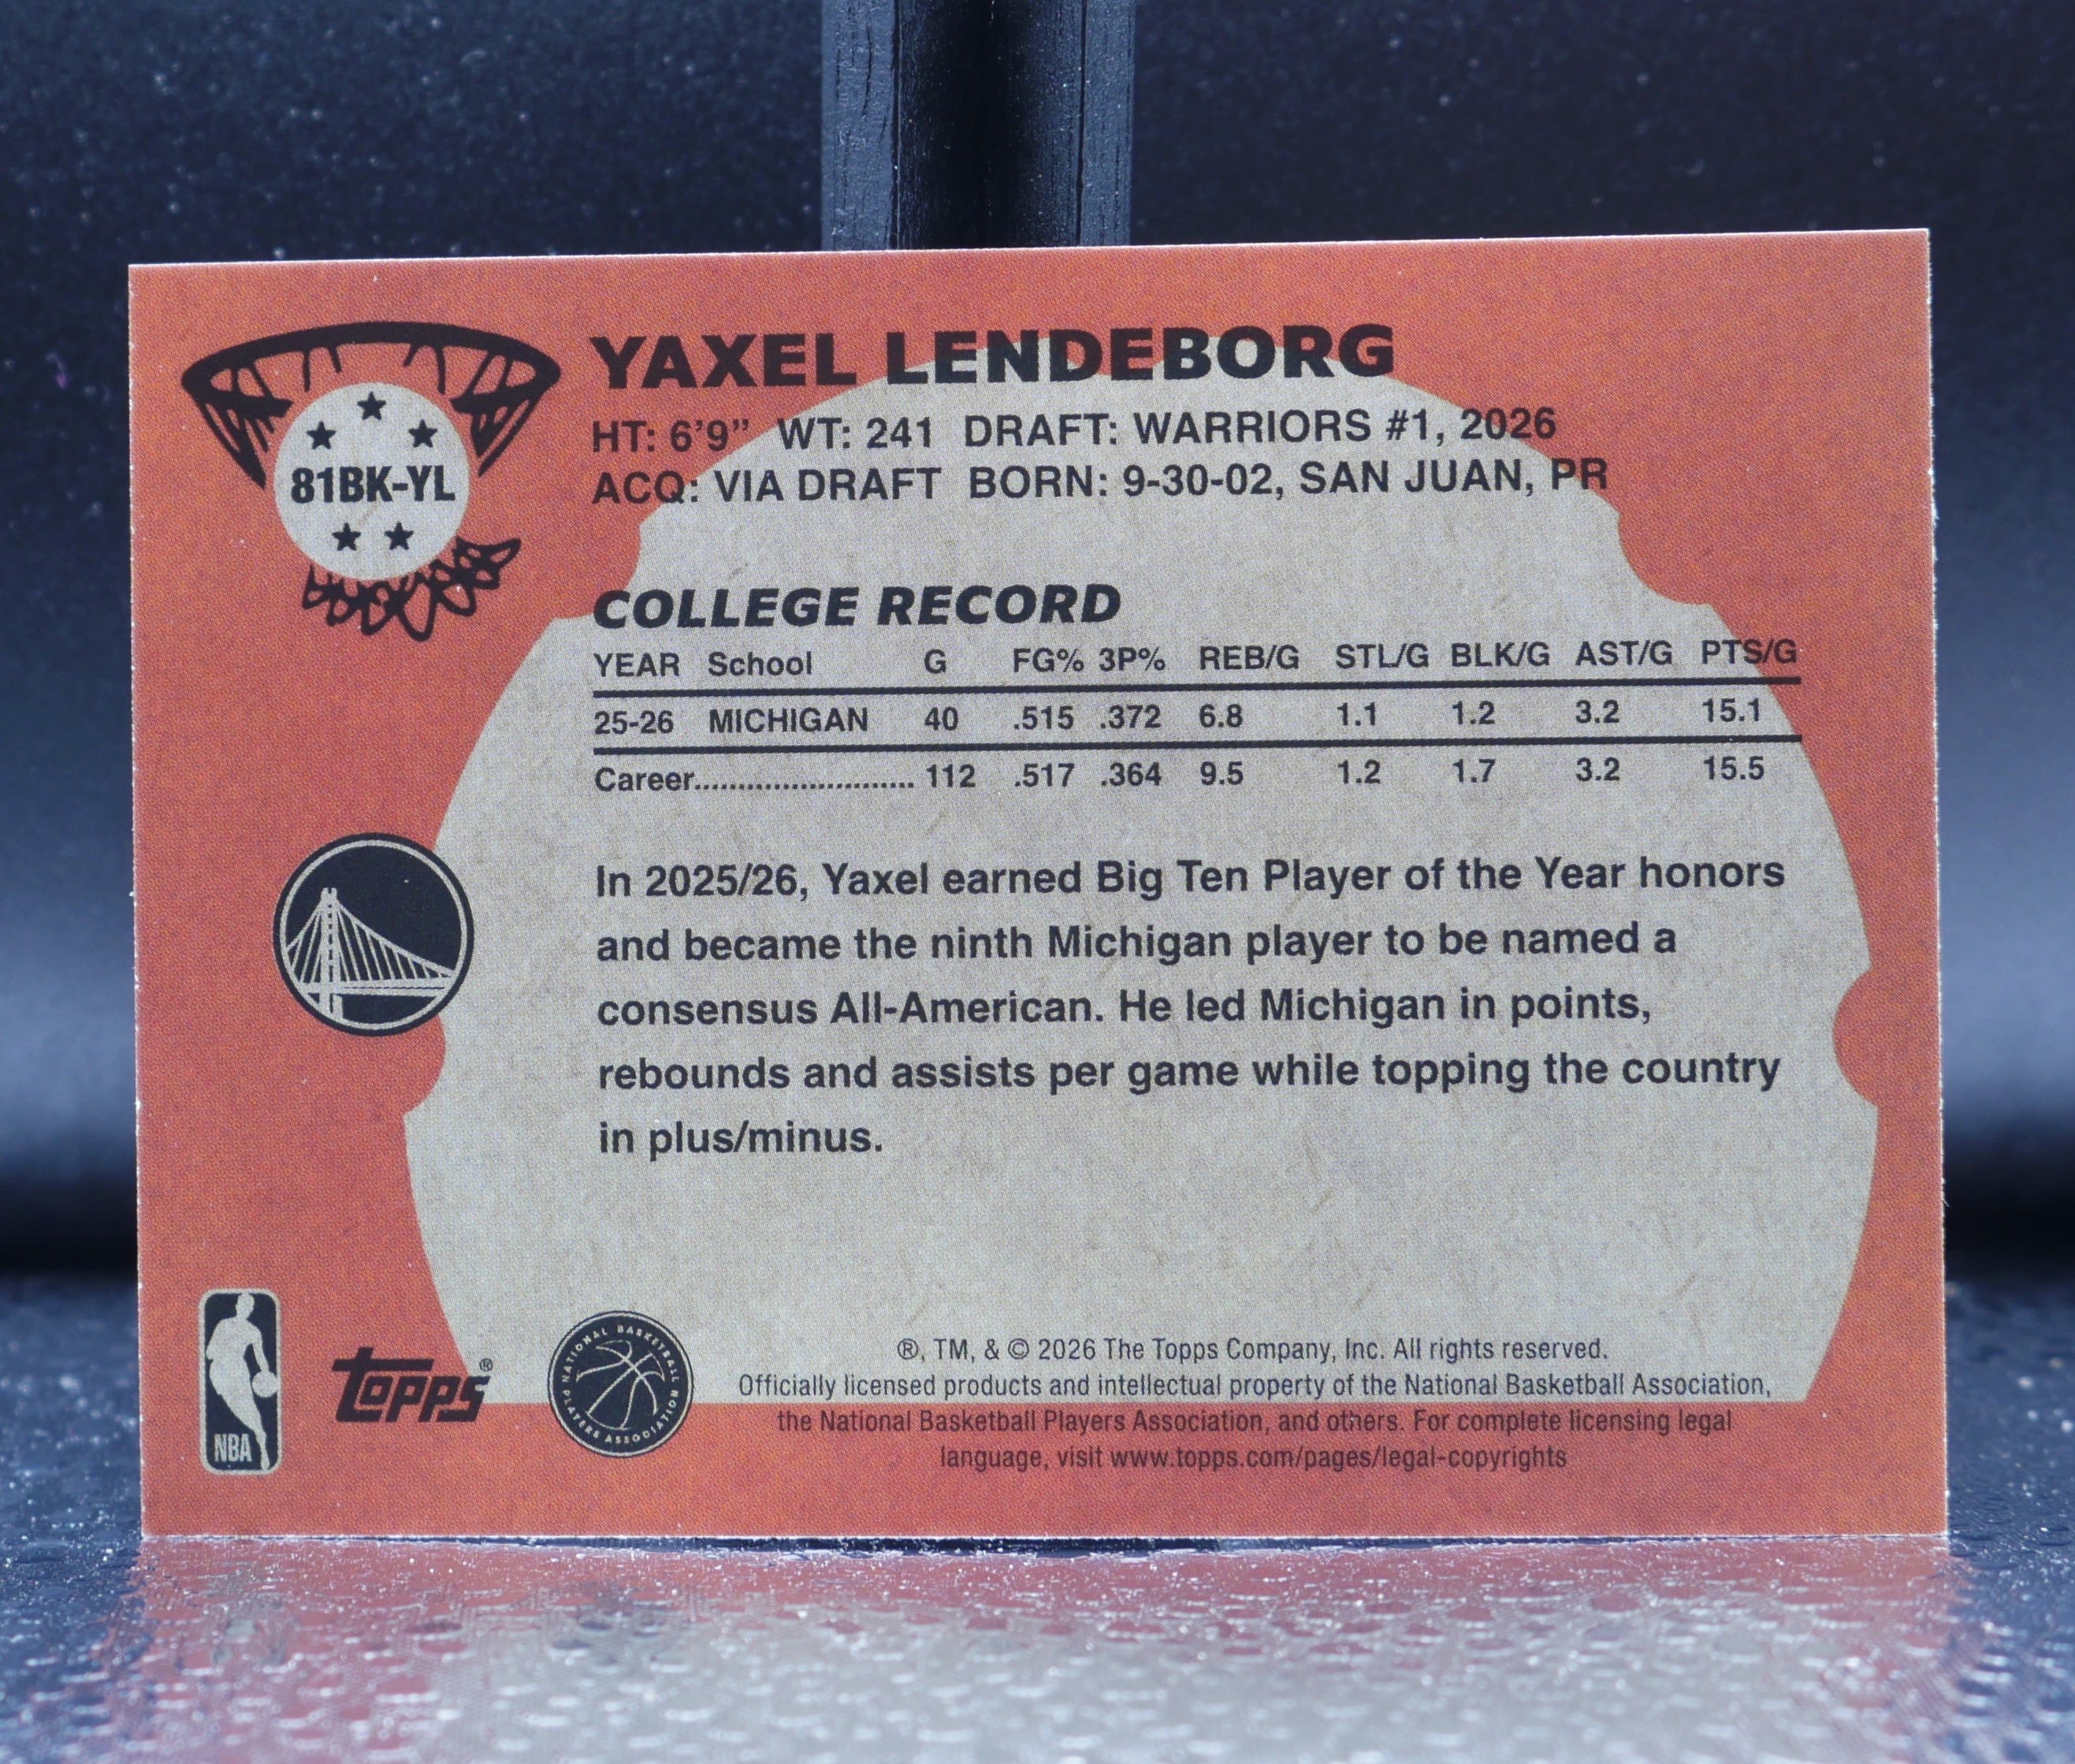 YAXEL LENDEBORG
HT: 6'9" WT: 241 DRAFT: WARRIORS #1, 2026
ACQ: VIA DRAFT BORN: 9-30-02, SAN JUAN, PR
81BK-YL
COLLEGE RECORD
YEAR School G FG% 3P% REB/G STL/G BLK/G AST/G PTS/G
25-26 MICHIGAN 40 .515 .372 6.8 1.1 1.2 3.2 15.1
Career......................... 112 .517 .364 9.5 1.2 1.7 3.2 15.5
In 2025/26, Yaxel earned Big Ten Player of the Year honors
and became the ninth Michigan player to be named a
consensus All-American. He led Michigan in points,
rebounds and assists per game while topping the country
in plus/minus.
NBA
Topps®
NATIONAL BASKETBALL PLAYERS ASSOCIATION
®, TM, & © 2026 The Topps Company, Inc. All rights reserved.
Officially licensed products and intellectual property of the National Basketball Association,
the National Basketball Players Association, and others. For complete licensing legal
language, visit www.topps.com/pages/legal-copyrights